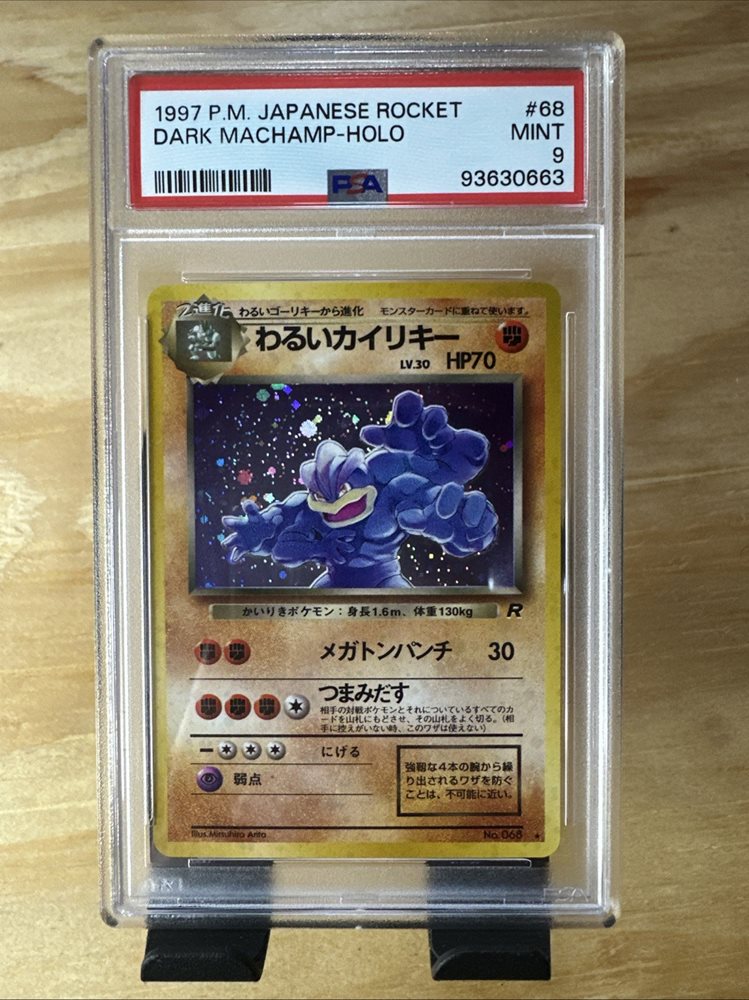 1997 P.M. JAPANESE ROCKET #68
DARK MACHAMP-HOLO MINT
9
PSA 93630663
2進化 わるいゴーリキーから進化 モンスターカードに重ねて使います。
わるいカイリキー
LV.30 HP70
かいりきポケモン：身長1.6m、体重130kg R
メガトンパンチ 30
つまみだす
相手の対戦ポケモンとそれについているすべてのカ
ードを山札にもどさせ、その山札をよく切る。（相
手に控えがいない時、このワザは使えない）
にげる
弱点
強靭な4本の腕から繰
り出されるワザを防ぐ
ことは、不可能に近い。
Illus.Mitsuhiro Arita No.068 ★